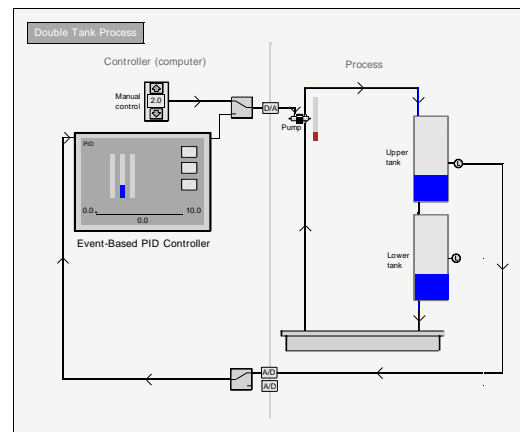 Double Tank Process
Controller (computer)
Process
Manual
control
2.0
D/A
Pump
PID
Upper
tank
L
0.0
10.0
0.0
Event-Based PID Controller
Lower
tank
L
A/D
A/D